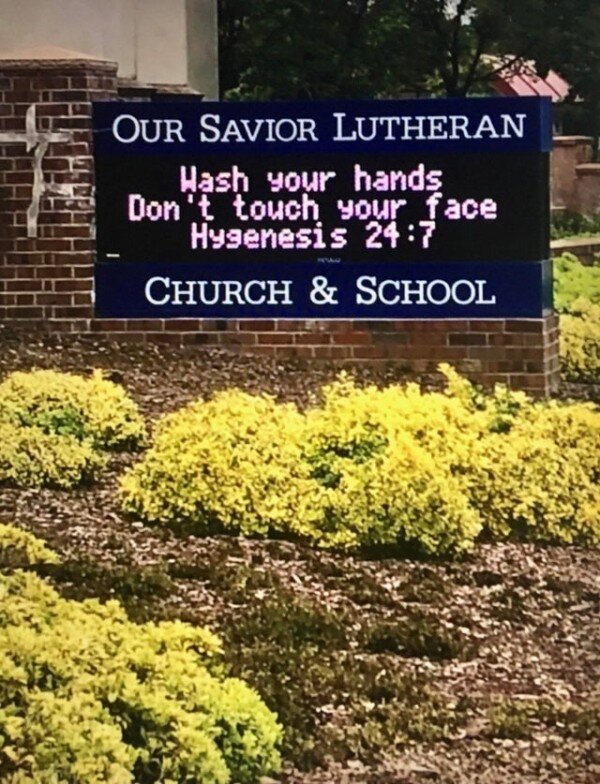 OUR SAVIOR LUTHERAN
Wash your hands
Don't touch your face
Hygenesis 24:7
CHURCH & SCHOOL